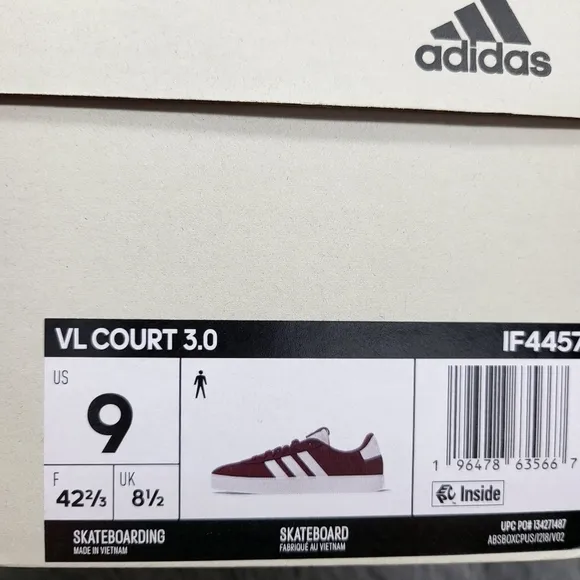 adidas
VL COURT 3.0
IF4457
US
9
F
42⅔
UK
8½
1 96478 63566 7
Inside
SKATEBOARDING
MADE IN VIETNAM
SKATEBOARD
FABRIQUÉ AU VIETNAM
UPC PO# 134271487
ABSBOXCPUS/1218/V02